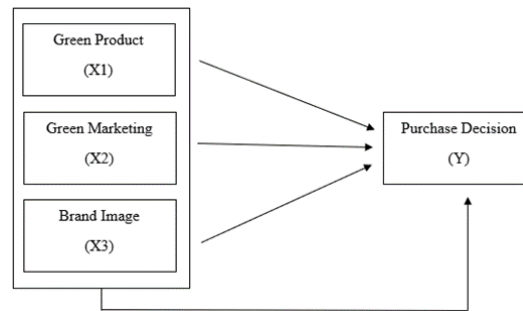 Green Product
(X1)
Green Marketing
(X2)
Purchase Decision
(Y)
Brand Image
(X3)